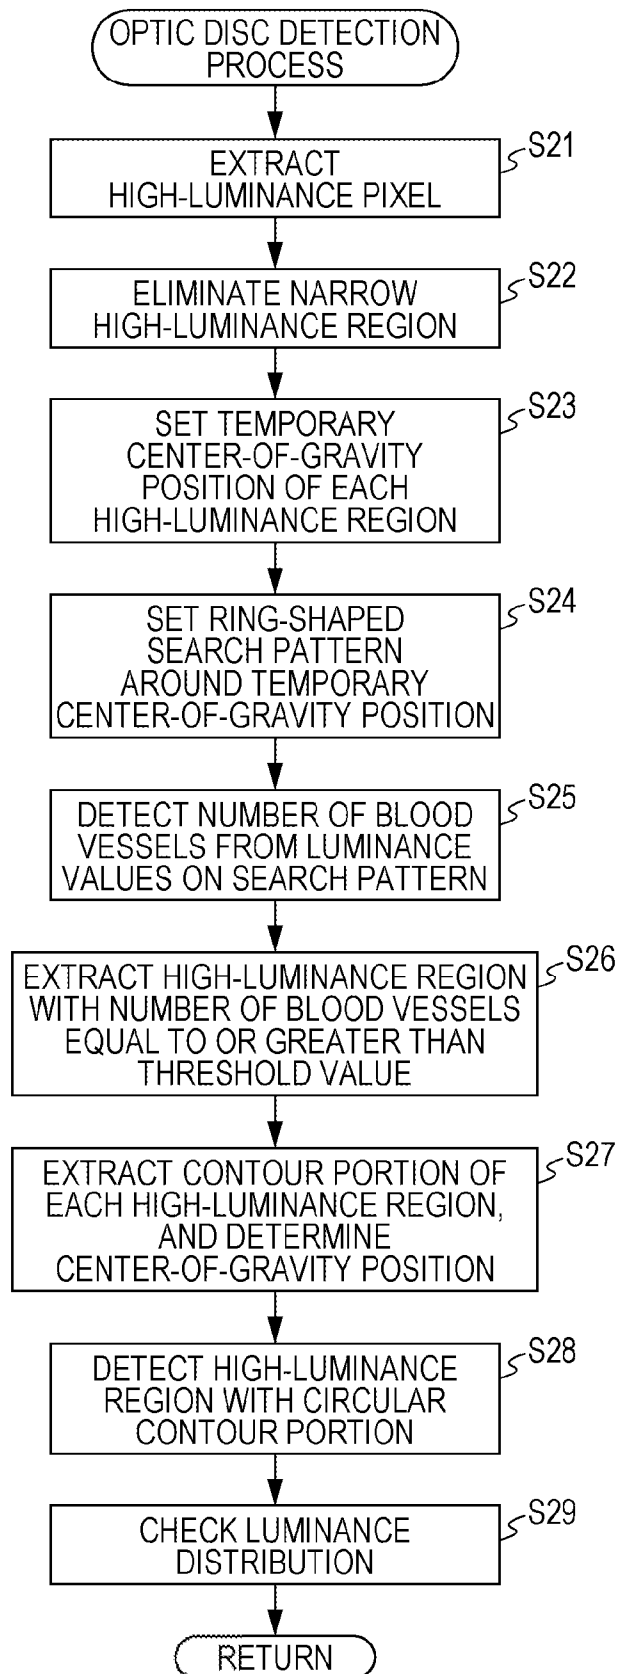 OPTIC DISC DETECTION
PROCESS
S21
EXTRACT
HIGH-LUMINANCE PIXEL
S22
ELIMINATE NARROW
HIGH-LUMINANCE REGION
S23
SET TEMPORARY
CENTER-OF-GRAVITY
POSITION OF EACH
HIGH-LUMINANCE REGION
S24
SET RING-SHAPED
SEARCH PATTERN
AROUND TEMPORARY
CENTER-OF-GRAVITY POSITION
S25
DETECT NUMBER OF BLOOD
VESSELS FROM LUMINANCE
VALUES ON SEARCH PATTERN
S26
EXTRACT HIGH-LUMINANCE REGION
WITH NUMBER OF BLOOD VESSELS
EQUAL TO OR GREATER THAN
THRESHOLD VALUE
S27
EXTRACT CONTOUR PORTION OF
EACH HIGH-LUMINANCE REGION,
AND DETERMINE
CENTER-OF-GRAVITY POSITION
S28
DETECT HIGH-LUMINANCE
REGION WITH CIRCULAR
CONTOUR PORTION
S29
CHECK LUMINANCE
DISTRIBUTION
RETURN